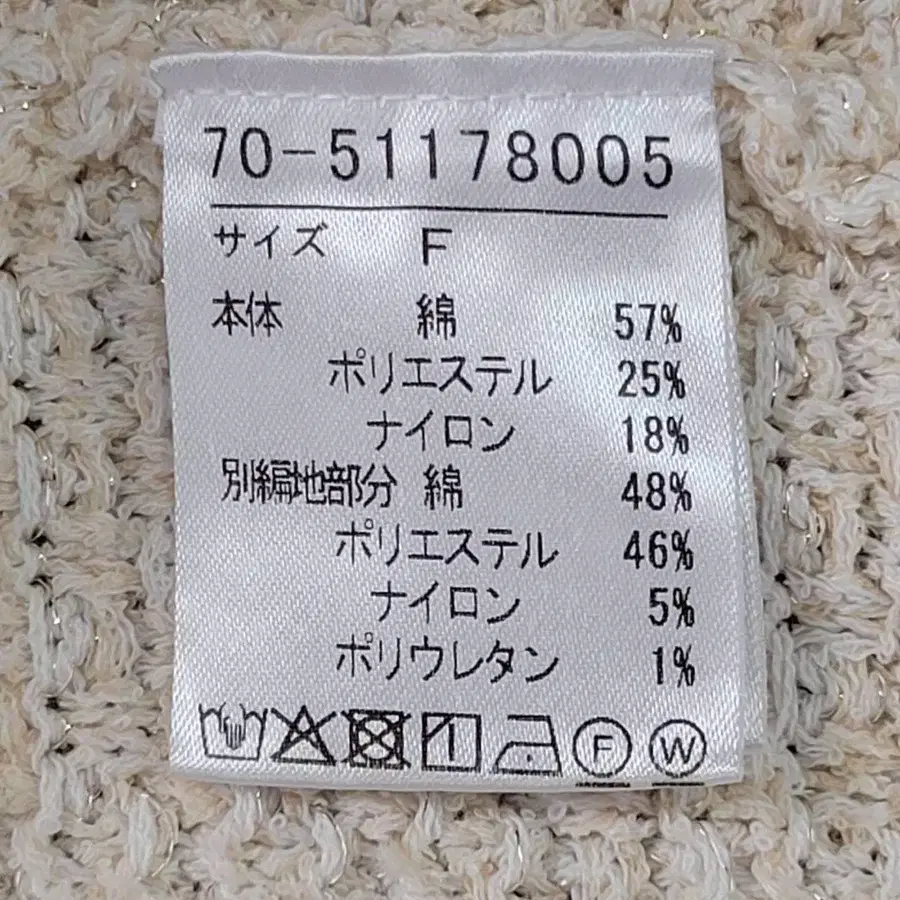 70-51178005
サイズ F
本体 綿 57%
ポリエステル 25%
ナイロン 18%
別編地部分 綿 48%
ポリエステル 46%
ナイロン 5%
ポリウレタン 1%
F W